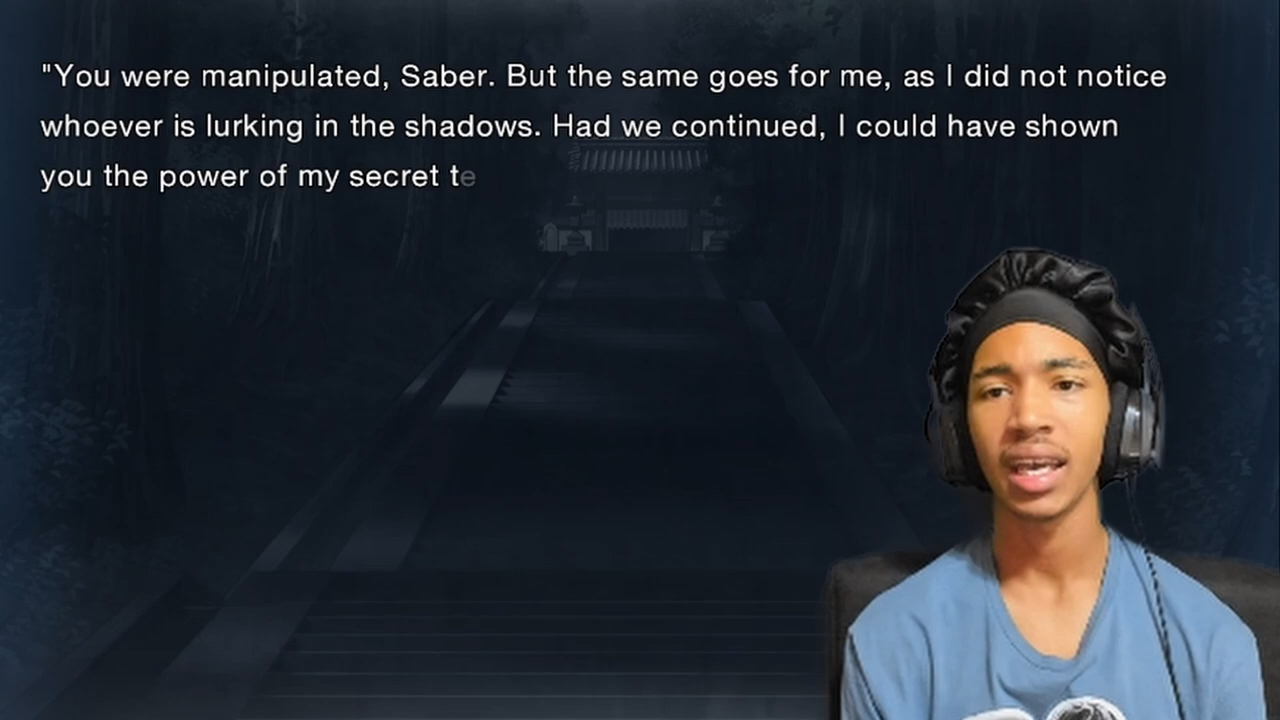 "You were manipulated, Saber. But the same goes for me, as I did not notice
whoever is lurking in the shadows. Had we continued, I could have shown
you the power of my secret te